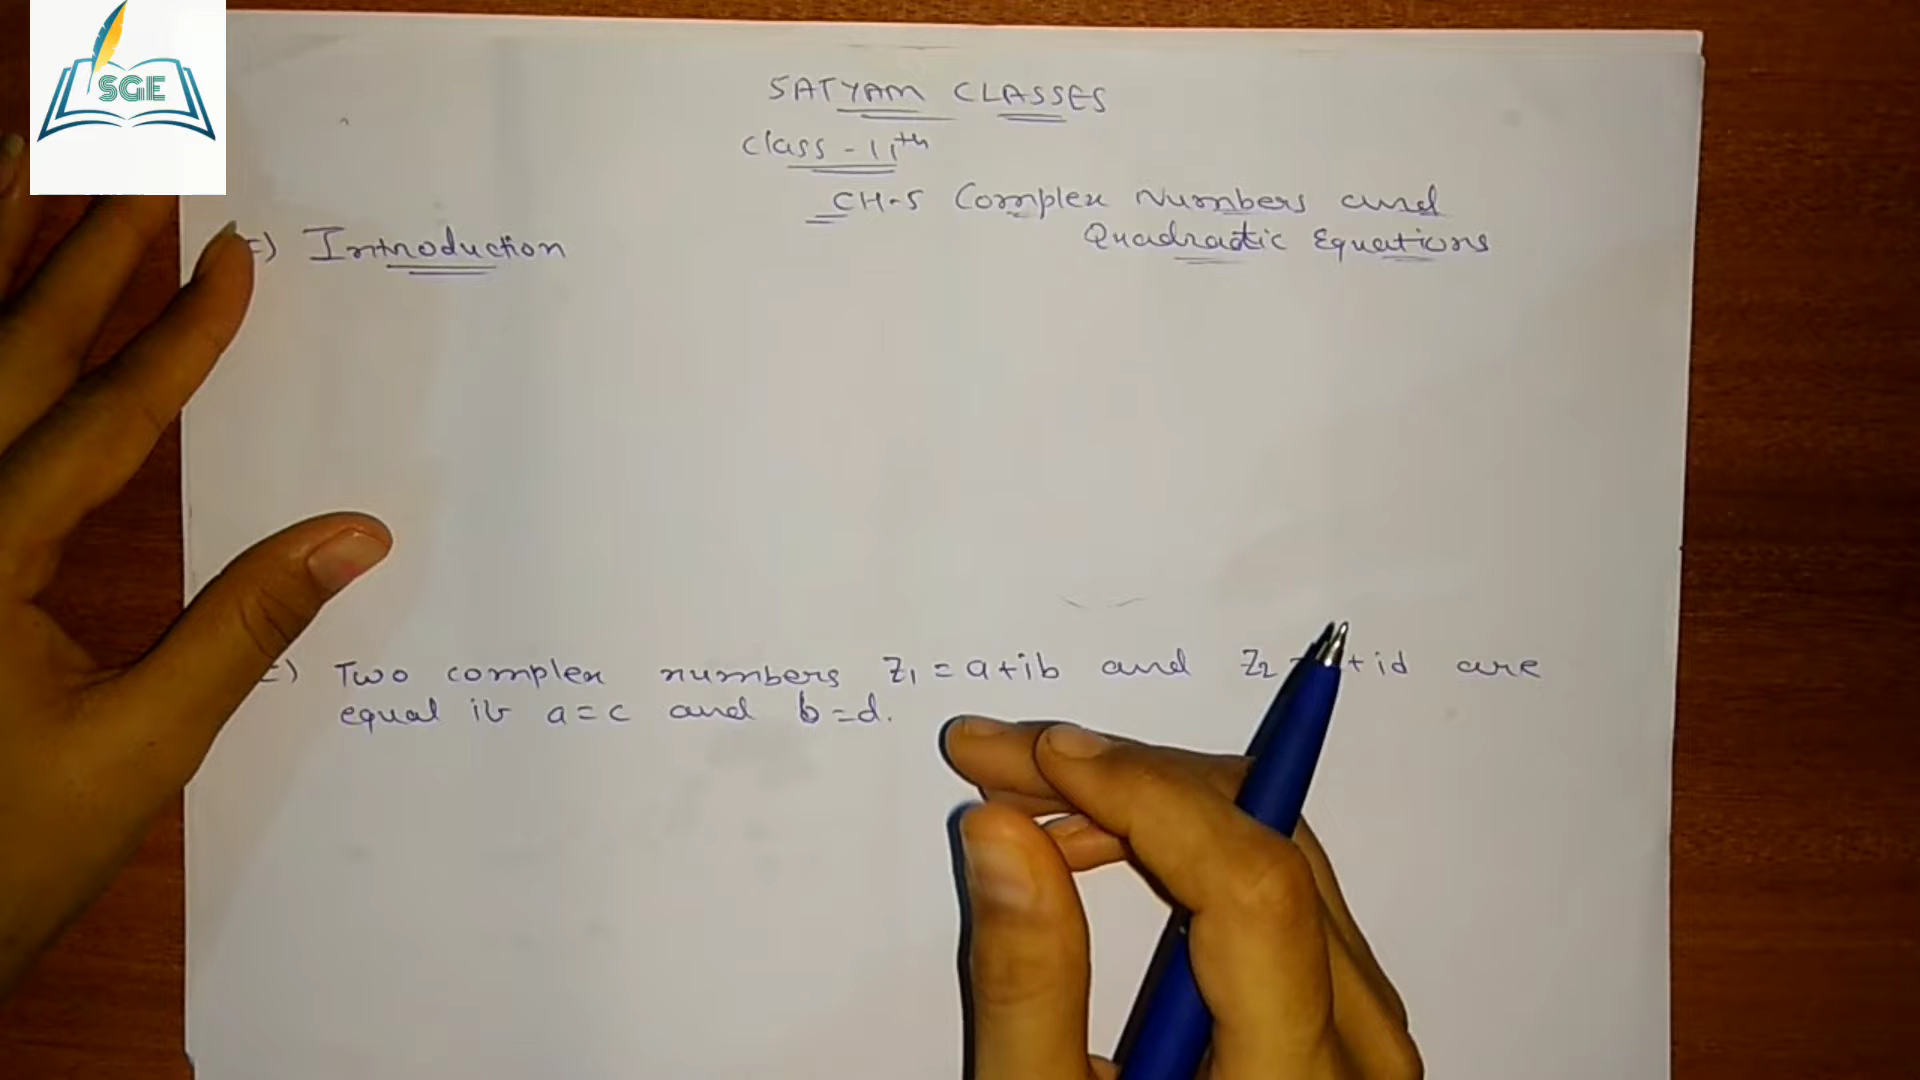 SGE
SATYAM CLASSES
Class - 11th
CH-5 Complex Numbers and
Quadratic Equations
) Introduction
) Two complex numbers Z1 = a+ib and Z2 + id are
equal if a=c and b=d.